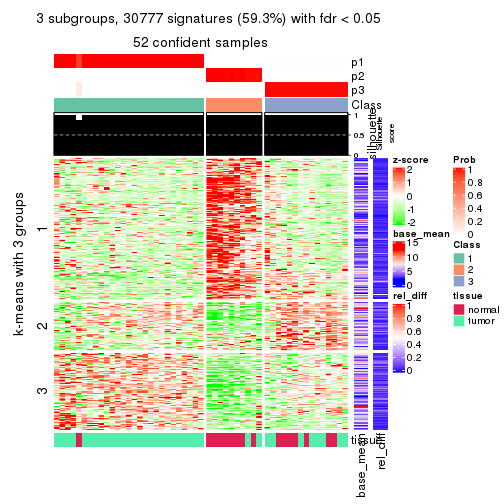 3 subgroups, 30777 signatures (59.3%) with fdr < 0.05
52 confident samples
p1
p2
p3
Class
silhouette
Silhouette
score
1
0.5
0
k-means with 3 groups
1
2
3
tissue
base_mean
rel_diff
z-score
2
1
0
-1
-2
base_mean
15
10
5
0
rel_diff
0.8
0.6
0.4
0.2
0
Prob
1
0.8
0.6
0.4
0.2
0
Class
1
2
3
tissue
normal
tumor